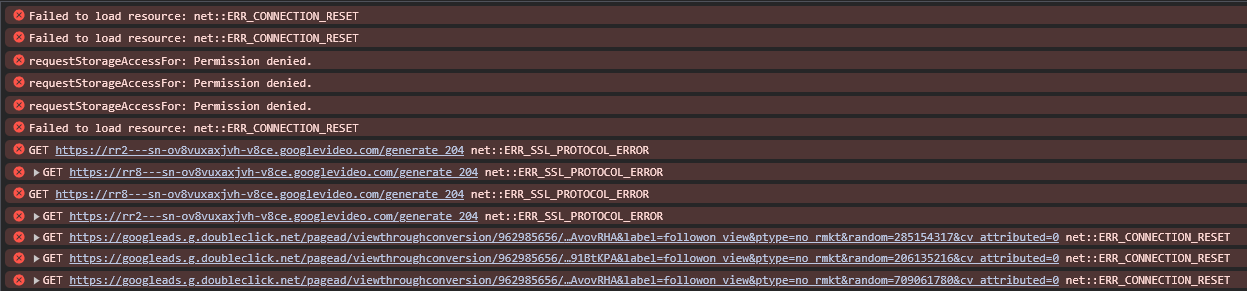 Failed to load resource: net::ERR_CONNECTION_RESET
Failed to load resource: net::ERR_CONNECTION_RESET
requestStorageAccessFor: Permission denied.
requestStorageAccessFor: Permission denied.
requestStorageAccessFor: Permission denied.
Failed to load resource: net::ERR_CONNECTION_RESET
GET https://rr2---sn-ov8vuxaxjvh-v8ce.googlevideo.com/generate_204 net::ERR_SSL_PROTOCOL_ERROR
GET https://rr8---sn-ov8vuxaxjvh-v8ce.googlevideo.com/generate_204 net::ERR_SSL_PROTOCOL_ERROR
GET https://rr8---sn-ov8vuxaxjvh-v8ce.googlevideo.com/generate_204 net::ERR_SSL_PROTOCOL_ERROR
GET https://rr2---sn-ov8vuxaxjvh-v8ce.googlevideo.com/generate_204 net::ERR_SSL_PROTOCOL_ERROR
GET https://googleads.g.doubleclick.net/pagead/viewthroughconversion/962985656/…AvovRHA&label=followon_view&ptype=no_rmkt&random=285154317&cv_attributed=0 net::ERR_CONNECTION_RESET
GET https://googleads.g.doubleclick.net/pagead/viewthroughconversion/962985656/…91BtKPA&label=followon_view&ptype=no_rmkt&random=206135216&cv_attributed=0 net::ERR_CONNECTION_RESET
GET https://googleads.g.doubleclick.net/pagead/viewthroughconversion/962985656/…AvovRHA&label=followon_view&ptype=no_rmkt&random=709061780&cv_attributed=0 net::ERR_CONNECTION_RESET